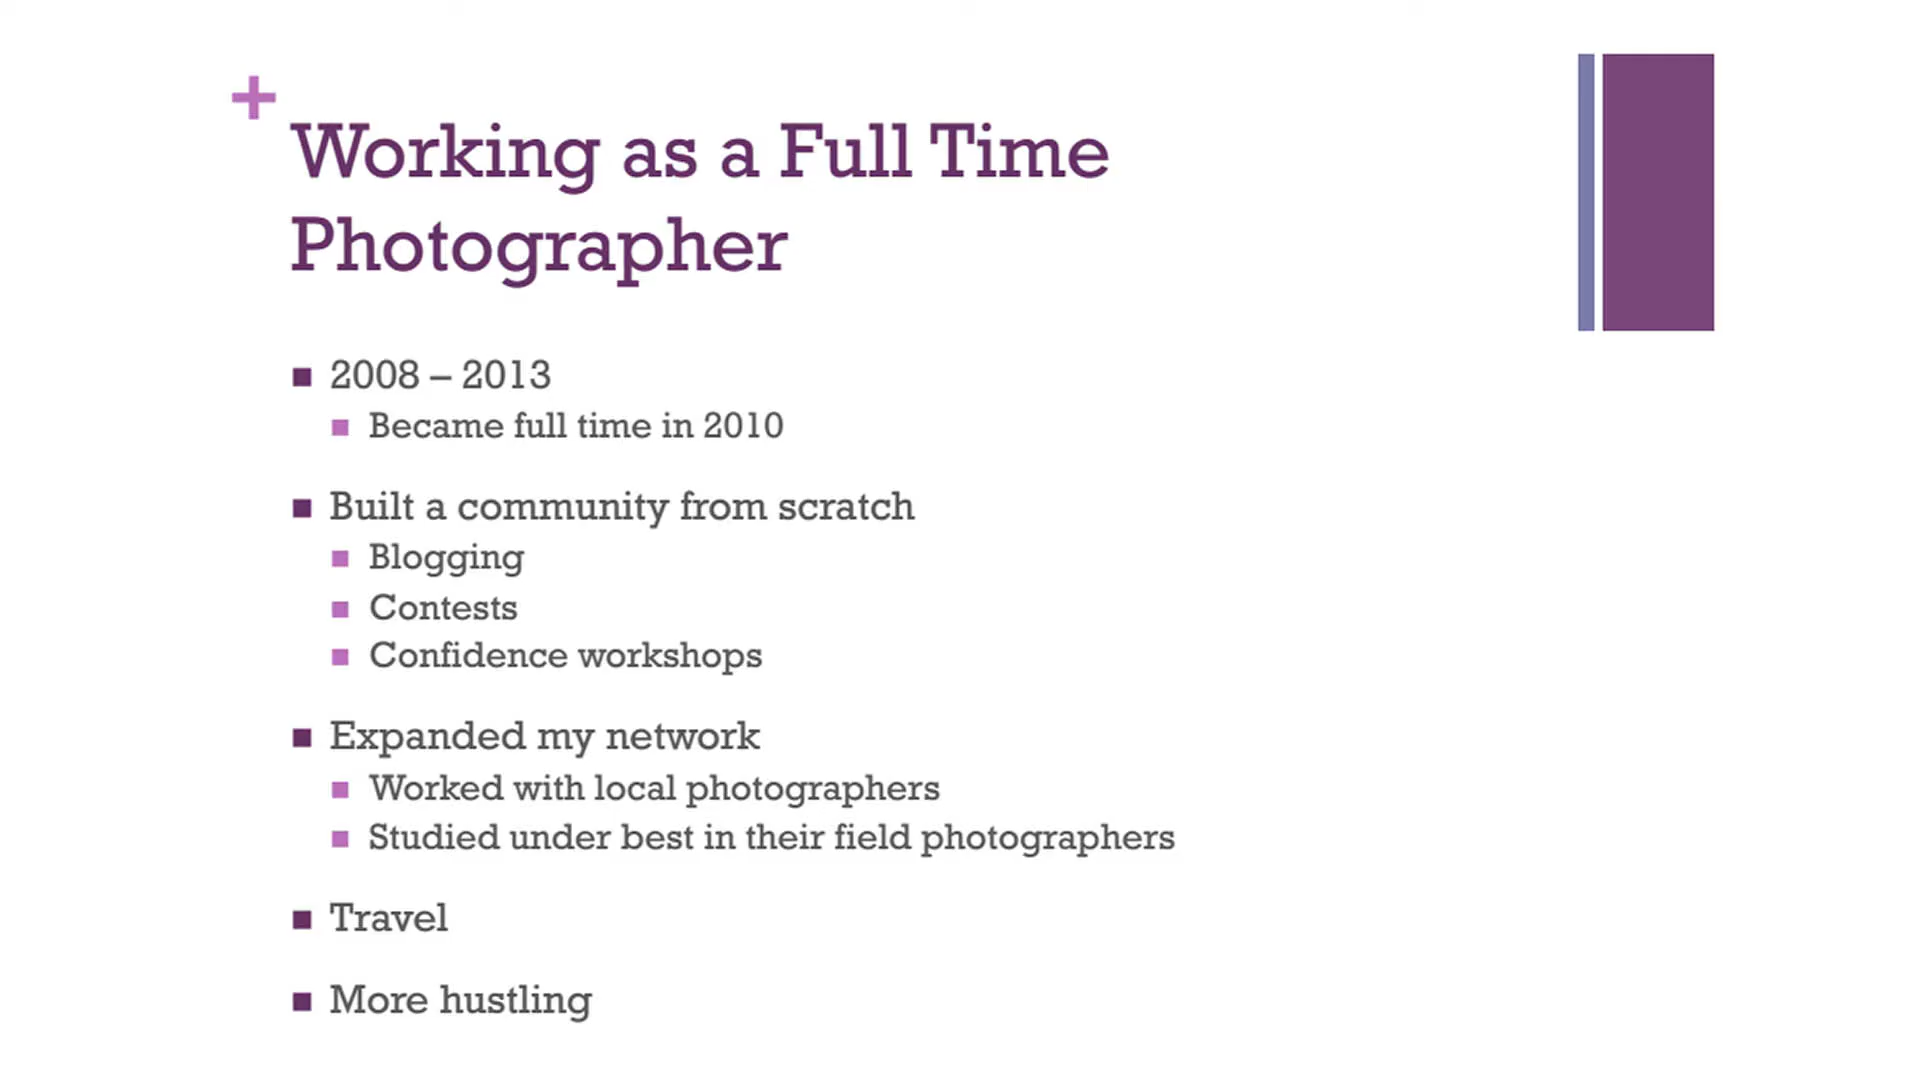 +
Working as a Full Time
Photographer
2008 – 2013
Became full time in 2010
Built a community from scratch
Blogging
Contests
Confidence workshops
Expanded my network
Worked with local photographers
Studied under best in their field photographers
Travel
More hustling